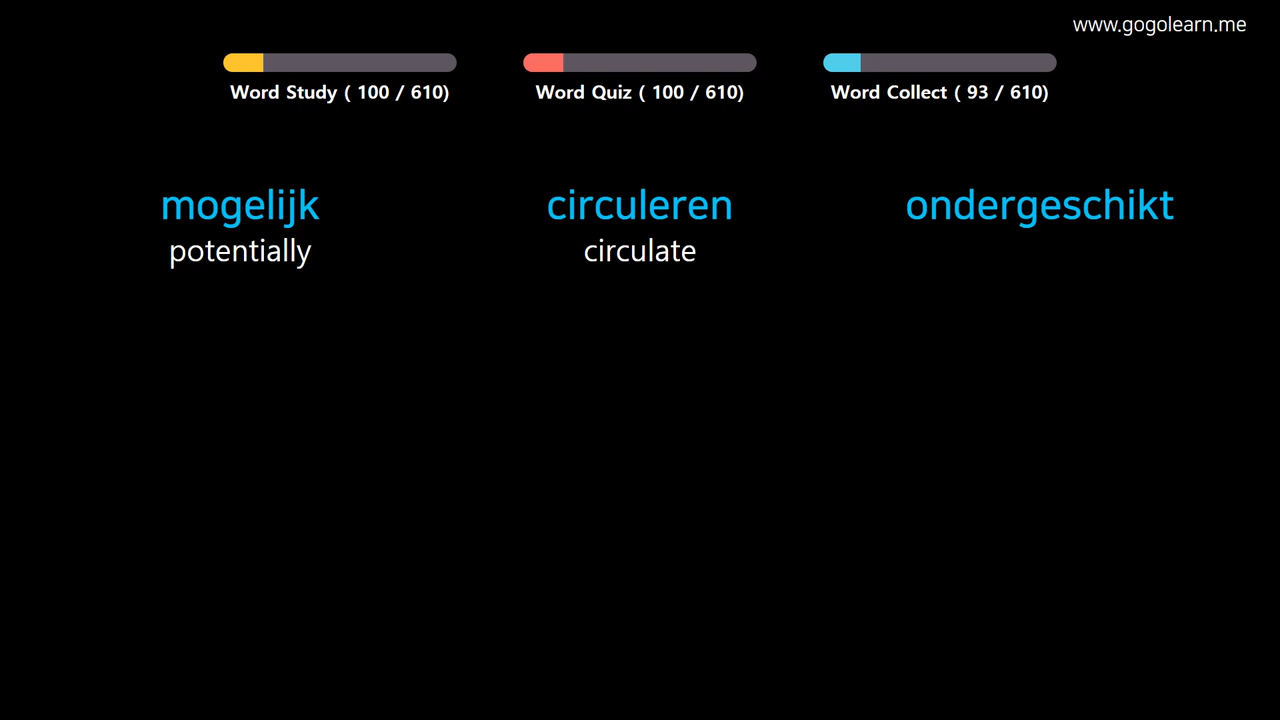 www.gogolearn.me
Word Study ( 100 / 610)
Word Quiz ( 100 / 610)
Word Collect ( 93 / 610)
mogelijk
potentially
circuleren
circulate
ondergeschikt